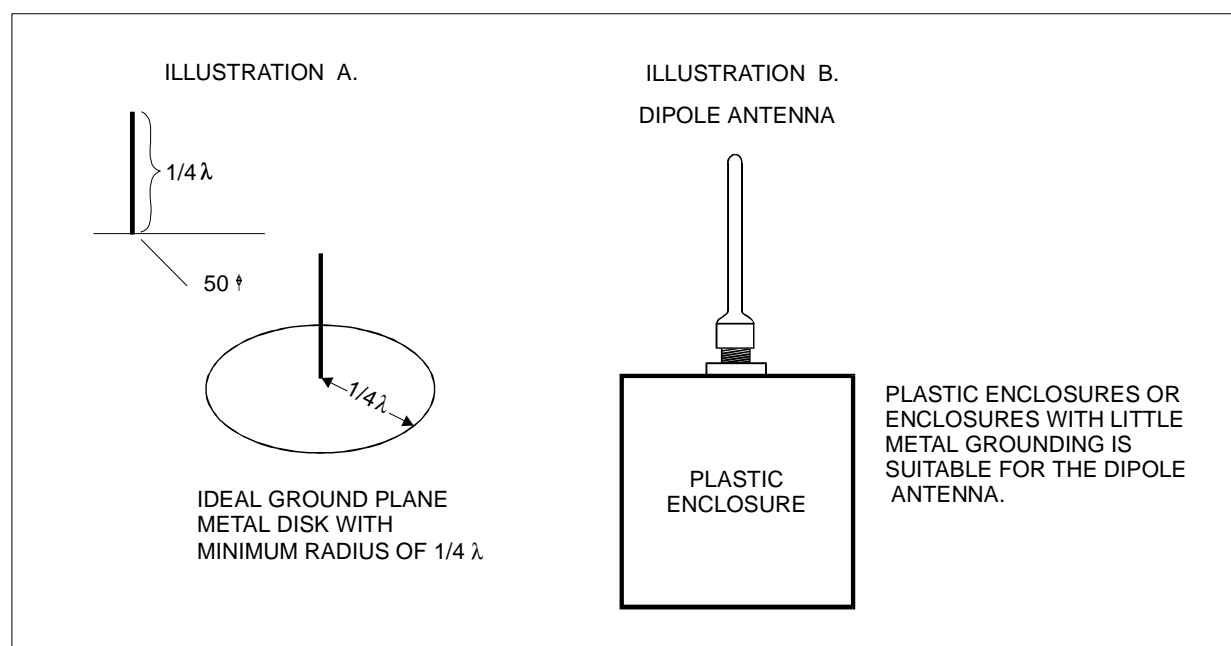 ILLUSTRATION A.
1/4 λ
50
1/4 λ
IDEAL GROUND PLANE
METAL DISK WITH
MINIMUM RADIUS OF 1/4 λ
ILLUSTRATION B.
DIPOLE ANTENNA
PLASTIC
ENCLOSURE
PLASTIC ENCLOSURES OR
ENCLOSURES WITH LITTLE
METAL GROUNDING IS
SUITABLE FOR THE DIPOLE
ANTENNA.